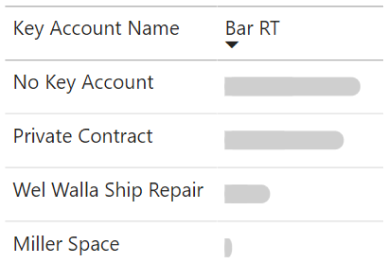 Key Account Name Bar RT
No Key Account
Private Contract
Wel Walla Ship Repair
Miller Space